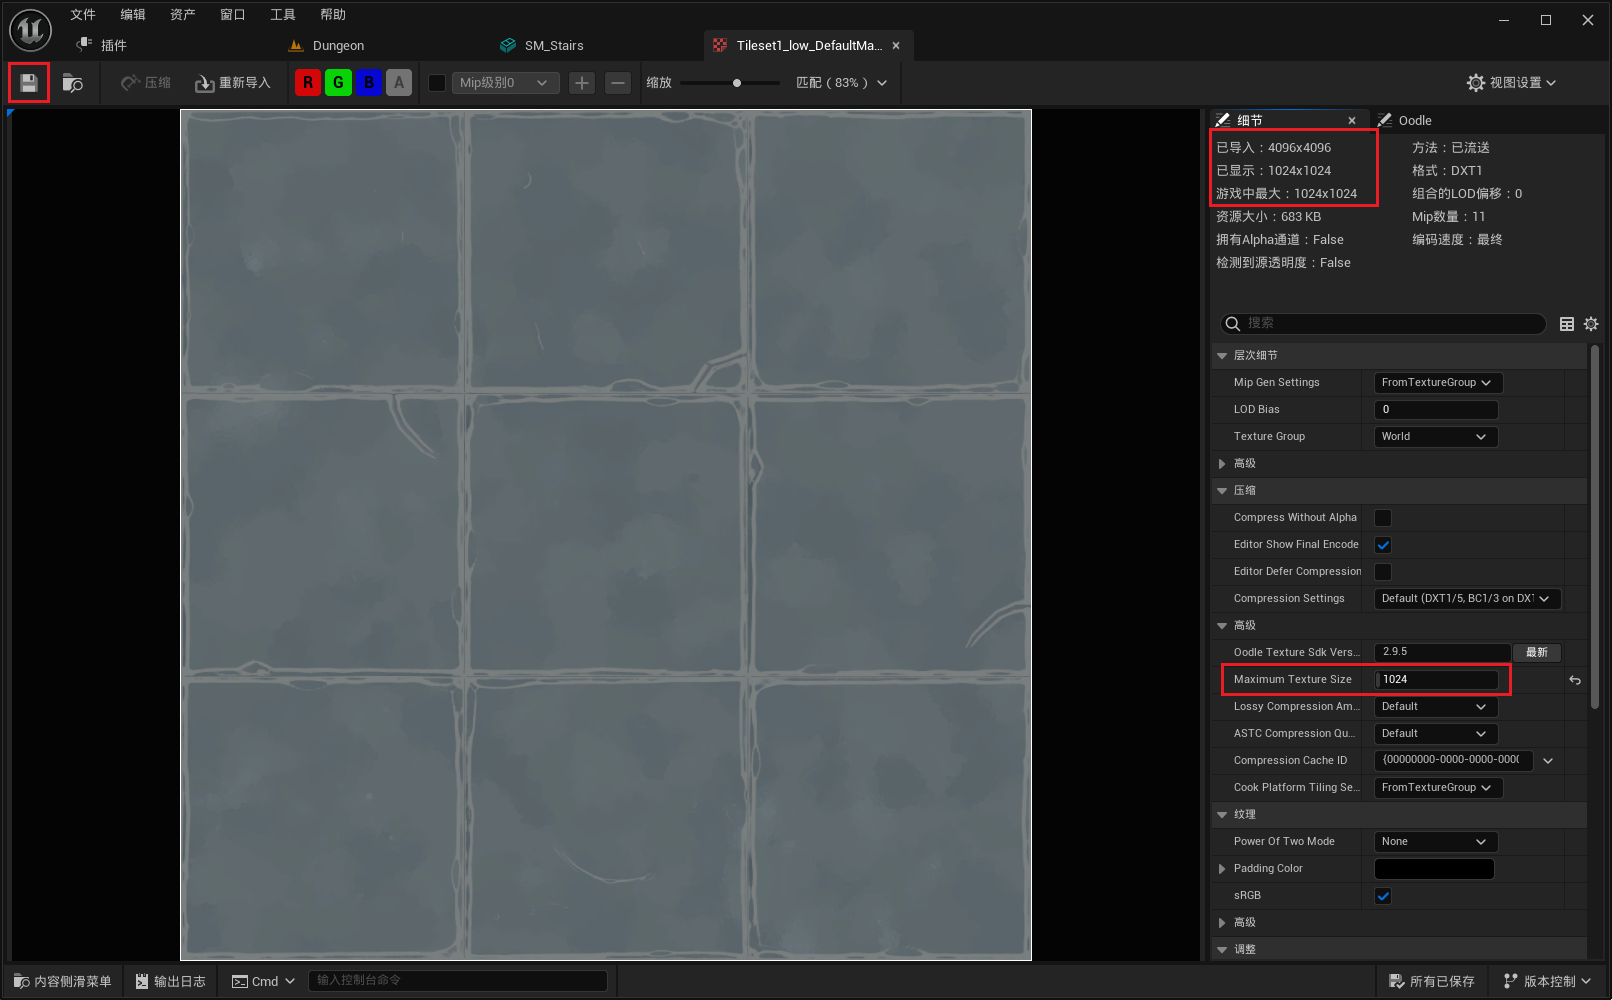 文件 编辑 资产 窗口 工具 帮助
插件 Dungeon SM_Stairs Tileset1_low_DefaultMa...
压缩 重新导入 R G B A Mip级别0 缩放 匹配 ( 83% ) 视图设置
细节 Oodle
已导入：4096x4096 方法：已流送
已显示：1024x1024 格式：DXT1
游戏中最大：1024x1024 组合的LOD偏移：0
资源大小：683 KB Mip数量：11
拥有Alpha通道：False 编码速度：最终
检测到源透明度：False
搜索
层次细节
Mip Gen Settings FromTextureGroup
LOD Bias 0
Texture Group World
高级
压缩
Compress Without Alpha
Editor Show Final Encode
Editor Defer Compression
Compression Settings Default (DXT1/5, BC1/3 on DX1
高级
Oodle Texture Sdk Vers... 2.9.5 最新
Maximum Texture Size 1024
Lossy Compression Am... Default
ASTC Compression Qu... Default
Compression Cache ID {00000000-0000-0000-000(
Cook Platform Tiling Se... FromTextureGroup
纹理
Power Of Two Mode None
Padding Color
sRGB
高级
调整
内容侧滑菜单 输出日志 Cmd 输入控制台命令 所有已保存 版本控制